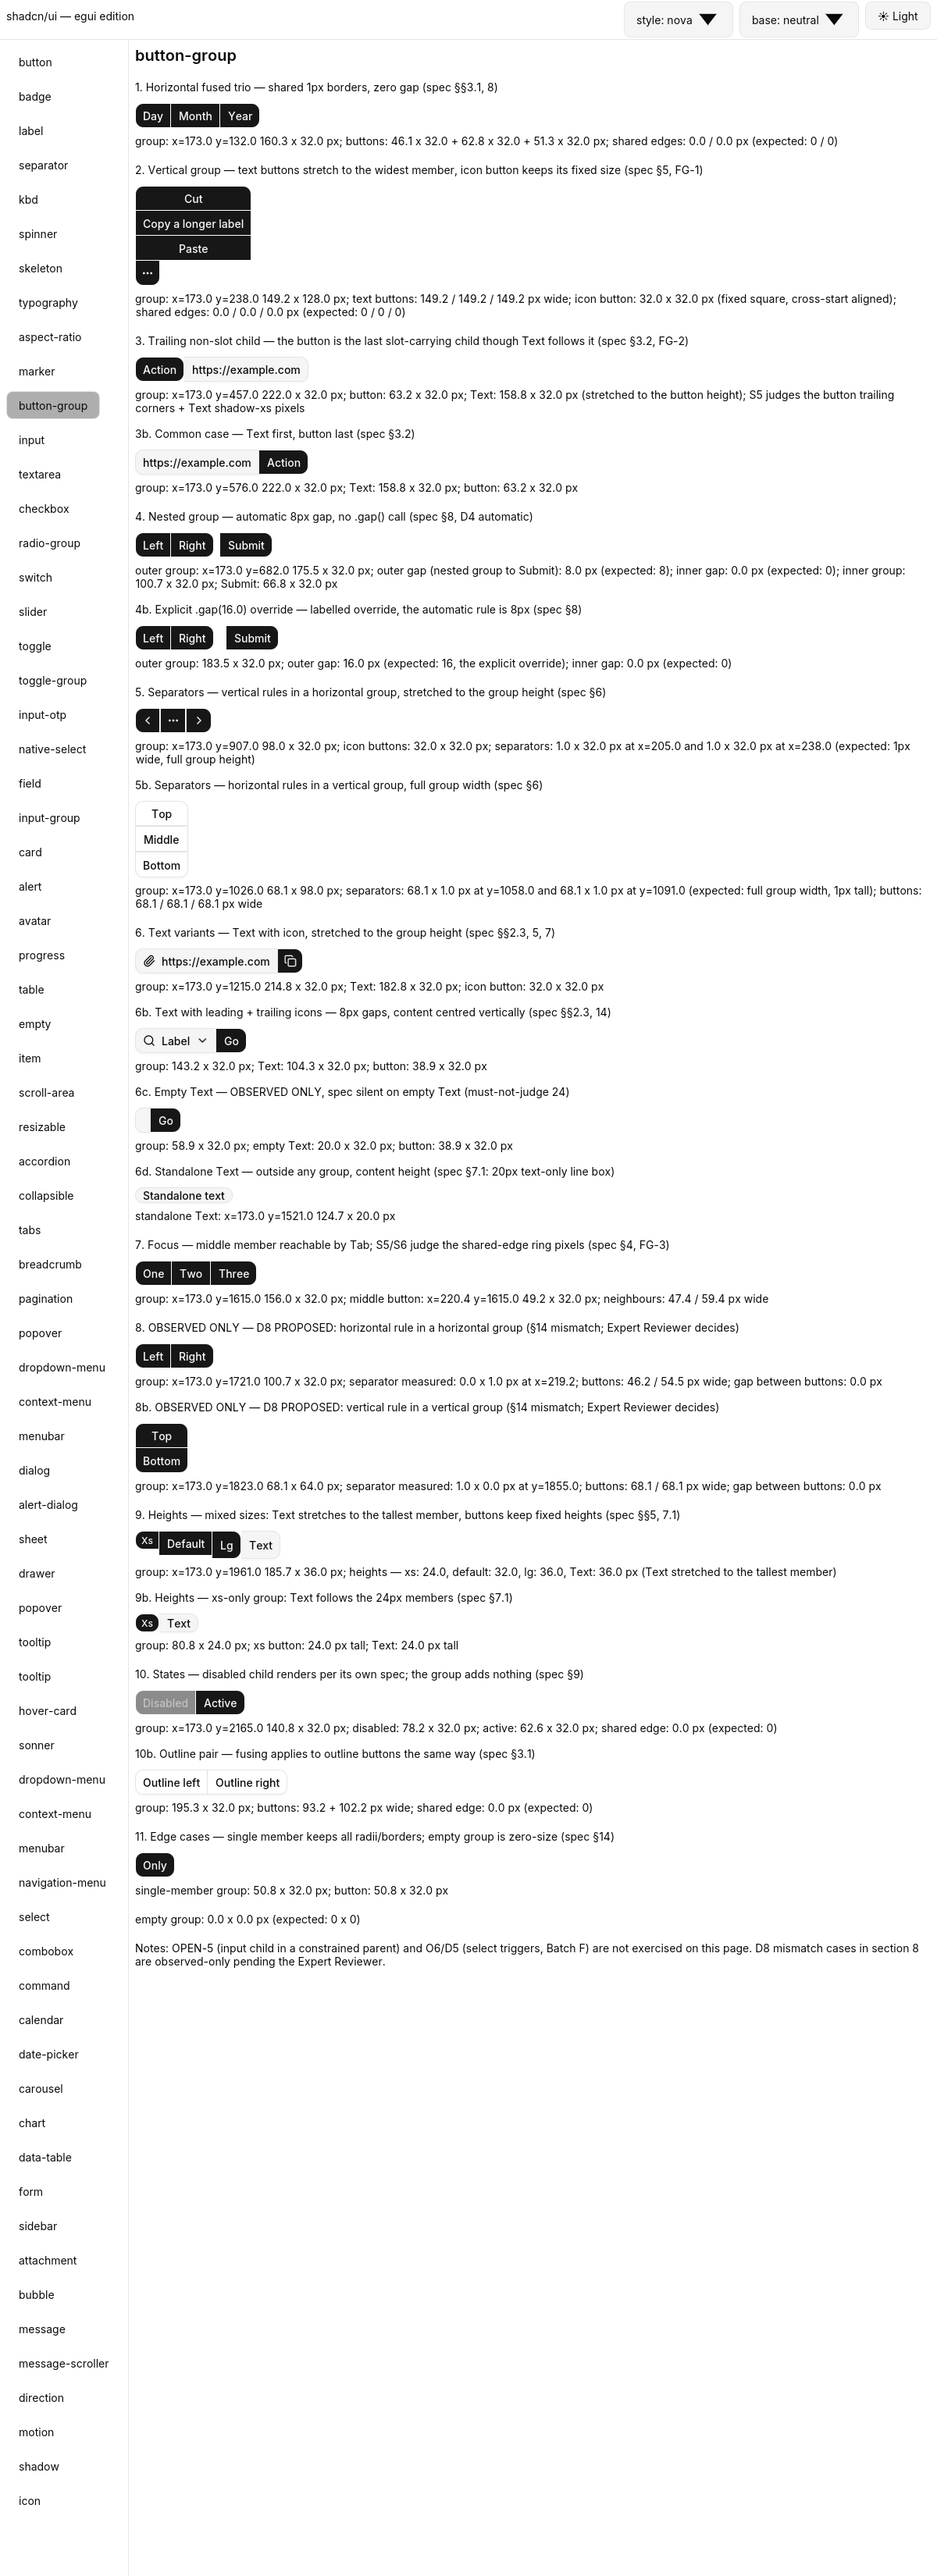 shadcn/ui — egui edition
style: nova
base: neutral
☀ Light
button
badge
label
separator
kbd
spinner
skeleton
typography
aspect-ratio
marker
button-group
input
textarea
checkbox
radio-group
switch
slider
toggle
toggle-group
input-otp
native-select
field
input-group
card
alert
avatar
progress
table
empty
item
scroll-area
resizable
accordion
collapsible
tabs
breadcrumb
pagination
popover
dropdown-menu
context-menu
menubar
dialog
alert-dialog
sheet
drawer
popover
tooltip
tooltip
hover-card
sonner
dropdown-menu
context-menu
menubar
navigation-menu
select
combobox
command
calendar
date-picker
carousel
chart
data-table
form
sidebar
attachment
bubble
message
message-scroller
direction
motion
shadow
icon
button-group
1. Horizontal fused trio — shared 1px borders, zero gap (spec §§3.1, 8)
Day Month Year
group: x=173.0 y=132.0 160.3 x 32.0 px; buttons: 46.1 x 32.0 + 62.8 x 32.0 + 51.3 x 32.0 px; shared edges: 0.0 / 0.0 px (expected: 0 / 0)
2. Vertical group — text buttons stretch to the widest member, icon button keeps its fixed size (spec §5, FG-1)
Cut
Copy a longer label
Paste
...
group: x=173.0 y=238.0 149.2 x 128.0 px; text buttons: 149.2 / 149.2 / 149.2 px wide; icon button: 32.0 x 32.0 px (fixed square, cross-start aligned);
shared edges: 0.0 / 0.0 / 0.0 px (expected: 0 / 0 / 0)
3. Trailing non-slot child — the button is the last slot-carrying child though Text follows it (spec §3.2, FG-2)
Action https://example.com
group: x=173.0 y=457.0 222.0 x 32.0 px; button: 63.2 x 32.0 px; Text: 158.8 x 32.0 px (stretched to the button height); S5 judges the button trailing
corners + Text shadow-xs pixels
3b. Common case — Text first, button last (spec §3.2)
https://example.com Action
group: x=173.0 y=576.0 222.0 x 32.0 px; Text: 158.8 x 32.0 px; button: 63.2 x 32.0 px
4. Nested group — automatic 8px gap, no .gap() call (spec §8, D4 automatic)
Left Right Submit
outer group: x=173.0 y=682.0 175.5 x 32.0 px; outer gap (nested group to Submit): 8.0 px (expected: 8); inner gap: 0.0 px (expected: 0); inner group:
100.7 x 32.0 px; Submit: 66.8 x 32.0 px
4b. Explicit .gap(16.0) override — labelled override, the automatic rule is 8px (spec §8)
Left Right Submit
outer group: 183.5 x 32.0 px; outer gap: 16.0 px (expected: 16, the explicit override); inner gap: 0.0 px (expected: 0)
5. Separators — vertical rules in a horizontal group, stretched to the group height (spec §6)
group: x=173.0 y=907.0 98.0 x 32.0 px; icon buttons: 32.0 x 32.0 px; separators: 1.0 x 32.0 px at x=205.0 and 1.0 x 32.0 px at x=238.0 (expected: 1px
wide, full group height)
5b. Separators — horizontal rules in a vertical group, full group width (spec §6)
Top
Middle
Bottom
group: x=173.0 y=1026.0 68.1 x 98.0 px; separators: 68.1 x 1.0 px at y=1058.0 and 68.1 x 1.0 px at y=1091.0 (expected: full group width, 1px tall); buttons:
68.1 / 68.1 / 68.1 px wide
6. Text variants — Text with icon, stretched to the group height (spec §§2.3, 5, 7)
https://example.com
group: x=173.0 y=1215.0 214.8 x 32.0 px; Text: 182.8 x 32.0 px; icon button: 32.0 x 32.0 px
6b. Text with leading + trailing icons — 8px gaps, content centred vertically (spec §§2.3, 14)
Label Go
group: 143.2 x 32.0 px; Text: 104.3 x 32.0 px; button: 38.9 x 32.0 px
6c. Empty Text — OBSERVED ONLY, spec silent on empty Text (must-not-judge 24)
Go
group: 58.9 x 32.0 px; empty Text: 20.0 x 32.0 px; button: 38.9 x 32.0 px
6d. Standalone Text — outside any group, content height (spec §7.1: 20px text-only line box)
Standalone text
standalone Text: x=173.0 y=1521.0 124.7 x 20.0 px
7. Focus — middle member reachable by Tab; S5/S6 judge the shared-edge ring pixels (spec §4, FG-3)
One Two Three
group: x=173.0 y=1615.0 156.0 x 32.0 px; middle button: x=220.4 y=1615.0 49.2 x 32.0 px; neighbours: 47.4 / 59.4 px wide
8. OBSERVED ONLY — D8 PROPOSED: horizontal rule in a horizontal group (§14 mismatch; Expert Reviewer decides)
Left Right
group: x=173.0 y=1721.0 100.7 x 32.0 px; separator measured: 0.0 x 1.0 px at x=219.2; buttons: 46.2 / 54.5 px wide; gap between buttons: 0.0 px
8b. OBSERVED ONLY — D8 PROPOSED: vertical rule in a vertical group (§14 mismatch; Expert Reviewer decides)
Top
Bottom
group: x=173.0 y=1823.0 68.1 x 64.0 px; separator measured: 1.0 x 0.0 px at y=1855.0; buttons: 68.1 / 68.1 px wide; gap between buttons: 0.0 px
9. Heights — mixed sizes: Text stretches to the tallest member, buttons keep fixed heights (spec §§5, 7.1)
Xs Default Lg Text
group: x=173.0 y=1961.0 185.7 x 36.0 px; heights — xs: 24.0, default: 32.0, lg: 36.0, Text: 36.0 px (Text stretched to the tallest member)
9b. Heights — xs-only group: Text follows the 24px members (spec §7.1)
Xs Text
group: 80.8 x 24.0 px; xs button: 24.0 px tall; Text: 24.0 px tall
10. States — disabled child renders per its own spec; the group adds nothing (spec §9)
Disabled Active
group: x=173.0 y=2165.0 140.8 x 32.0 px; disabled: 78.2 x 32.0 px; active: 62.6 x 32.0 px; shared edge: 0.0 px (expected: 0)
10b. Outline pair — fusing applies to outline buttons the same way (spec §3.1)
Outline left Outline right
group: 195.3 x 32.0 px; buttons: 93.2 + 102.2 px wide; shared edge: 0.0 px (expected: 0)
11. Edge cases — single member keeps all radii/borders; empty group is zero-size (spec §14)
Only
single-member group: 50.8 x 32.0 px; button: 50.8 x 32.0 px
empty group: 0.0 x 0.0 px (expected: 0 x 0)
Notes: OPEN-5 (input child in a constrained parent) and O6/D5 (select triggers, Batch F) are not exercised on this page. D8 mismatch cases in section 8
are observed-only pending the Expert Reviewer.